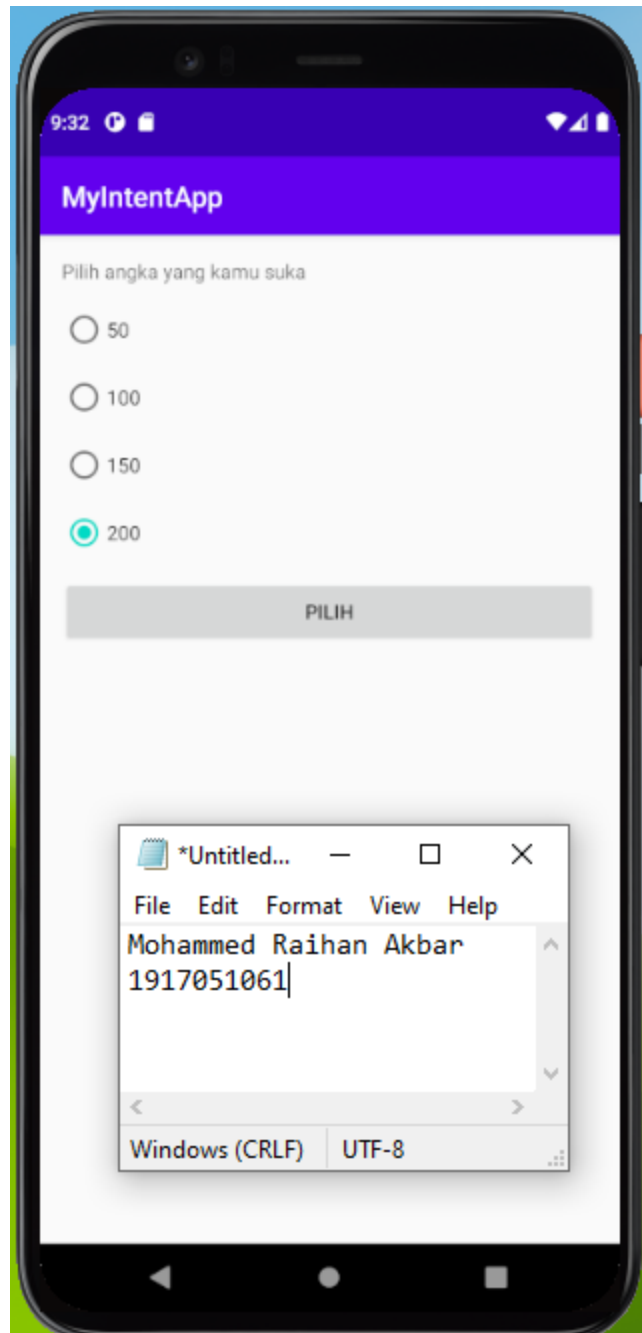 9:32
MyIntentApp
Pilih angka yang kamu suka
50
100
150
200
PILIH
*Untitled...
File Edit Format View Help
Mohammed Raihan Akbar
1917051061
Windows (CRLF) UTF-8